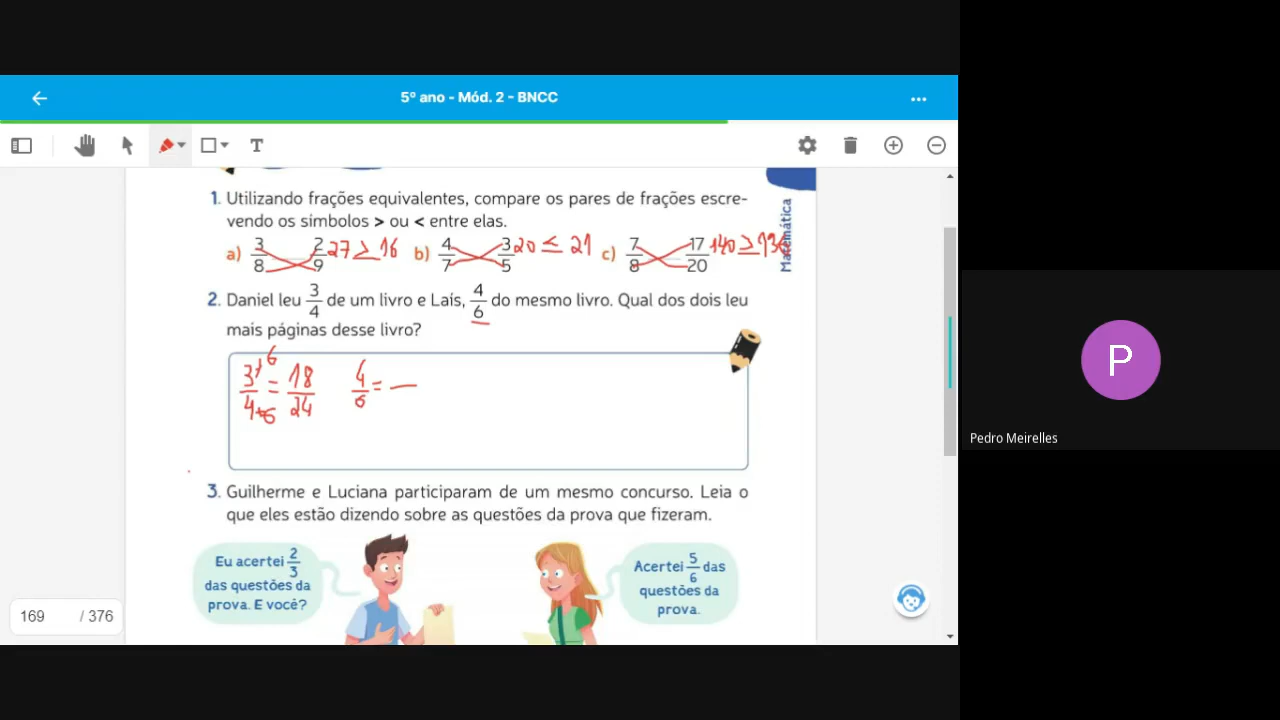 5º ano - Mód. 2 - BNCC
T
1. Utilizando frações equivalentes, compare os pares de frações escre-
vendo os símbolos > ou < entre elas.
a) 3/8 2/9 27 ≥ 16 b) 4/7 3/5 20 ≤ 21 c) 7/8 17/20 140 ≥ 136
Matemática
2. Daniel leu 3/4 de um livro e Laís, 4/6 do mesmo livro. Qual dos dois leu
mais páginas desse livro?
3/4 = 18/24 4/6 = —
3. Guilherme e Luciana participaram de um mesmo concurso. Leia o
que eles estão dizendo sobre as questões da prova que fizeram.
Eu acertei 2/3
das questões da
prova. E você?
Acertei 5/6 das
questões da
prova.
169 / 376
P
Pedro Meirelles